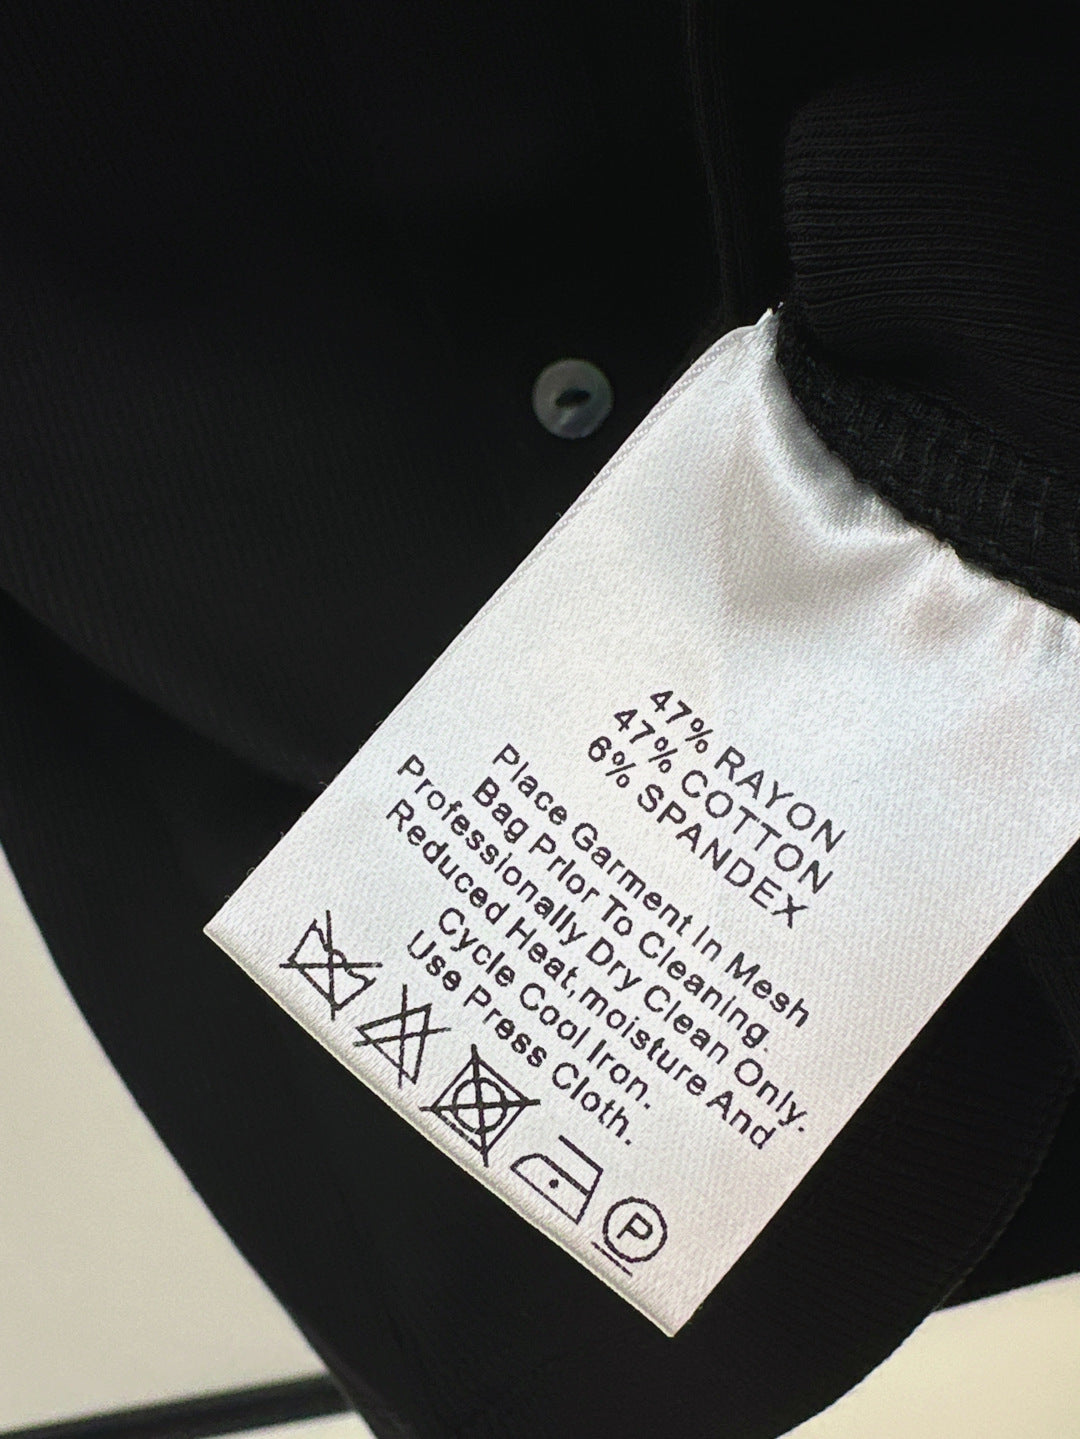 47% RAYON
47% COTTON
6% SPANDEX
Place Garment In Mesh
Bag PrIor To Cleaning.
Professionally Dry Clean Only.
Reduced Heat,moisture And
Cycle Cool Iron.
Use Press Cloth.
P